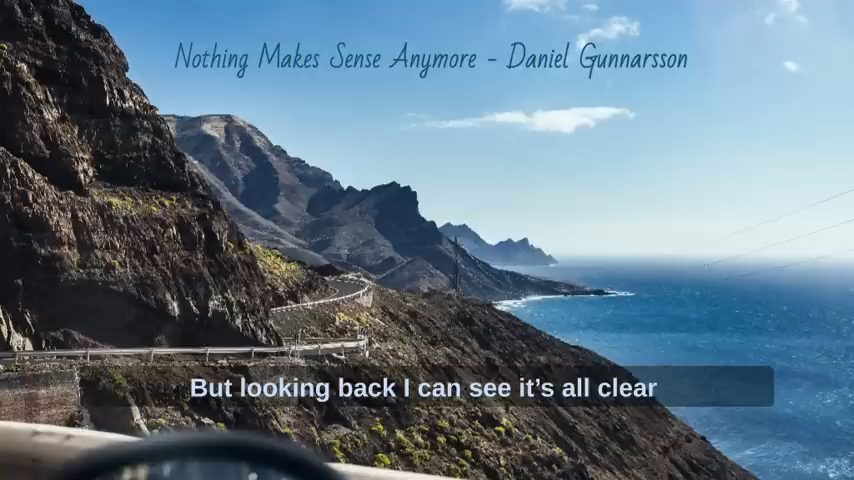 Nothing Makes Sense Anymore - Daniel Gunnarsson
But looking back I can see it’s all clear